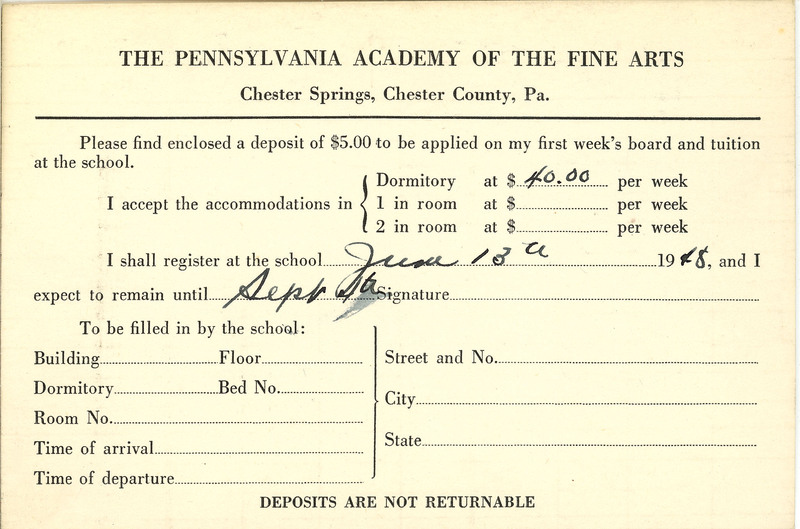 THE PENNSYLVANIA ACADEMY OF THE FINE ARTS
Chester Springs, Chester County, Pa.
Please find enclosed a deposit of $5.00 to be applied on my first week's board and tuition
at the school.
I accept the accommodations in { Dormitory at $ 40.00 per week
1 in room at $ per week
2 in room at $ per week
I shall register at the school June 13th 1948, and I
expect to remain until Sept Signature
To be filled in by the school:
Building Floor
Dormitory Bed No.
Room No.
Time of arrival
Time of departure
Street and No.
City
State
DEPOSITS ARE NOT RETURNABLE